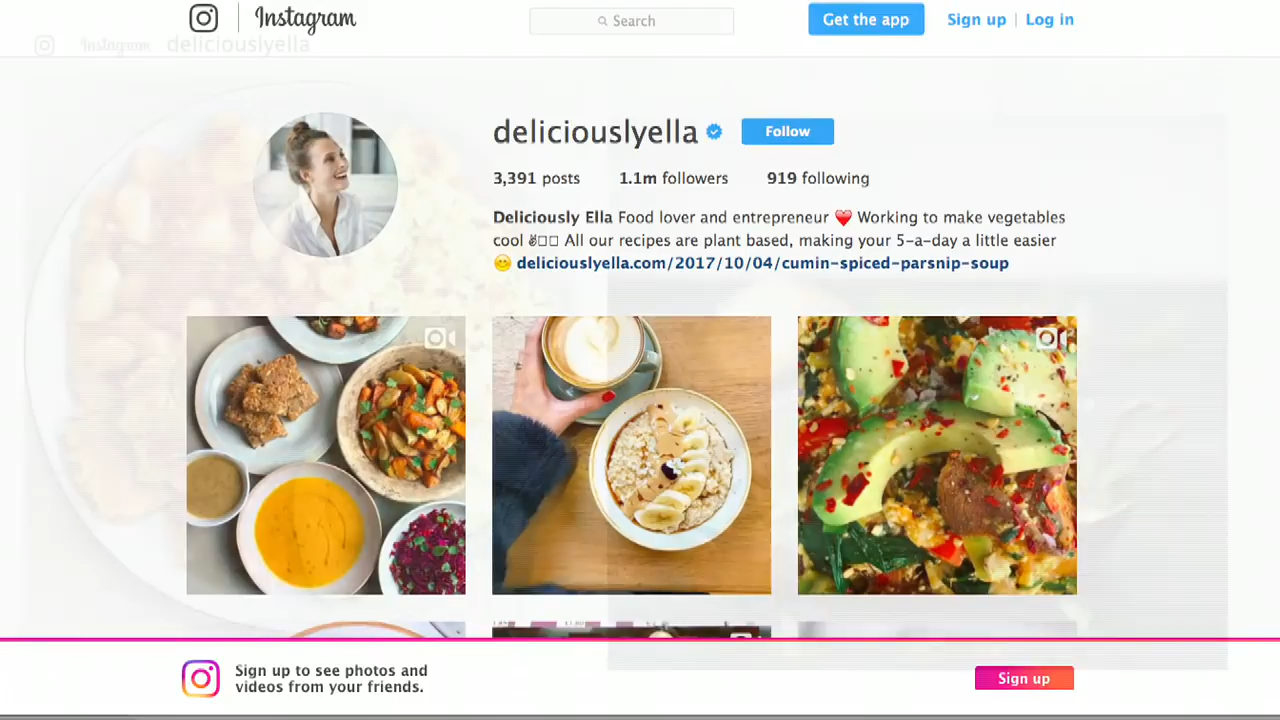 Instagram
Search
Get the app
Sign up | Log in
Instagram deliciouslyella
deliciouslyella
Follow
3,391 posts 1.1m followers 919 following
Deliciously Ella Food lover and entrepreneur ❤️ Working to make vegetables
cool ✌️ All our recipes are plant based, making your 5-a-day a little easier
😊 deliciouslyella.com/2017/10/04/cumin-spiced-parsnip-soup
Sign up to see photos and
videos from your friends.
Sign up